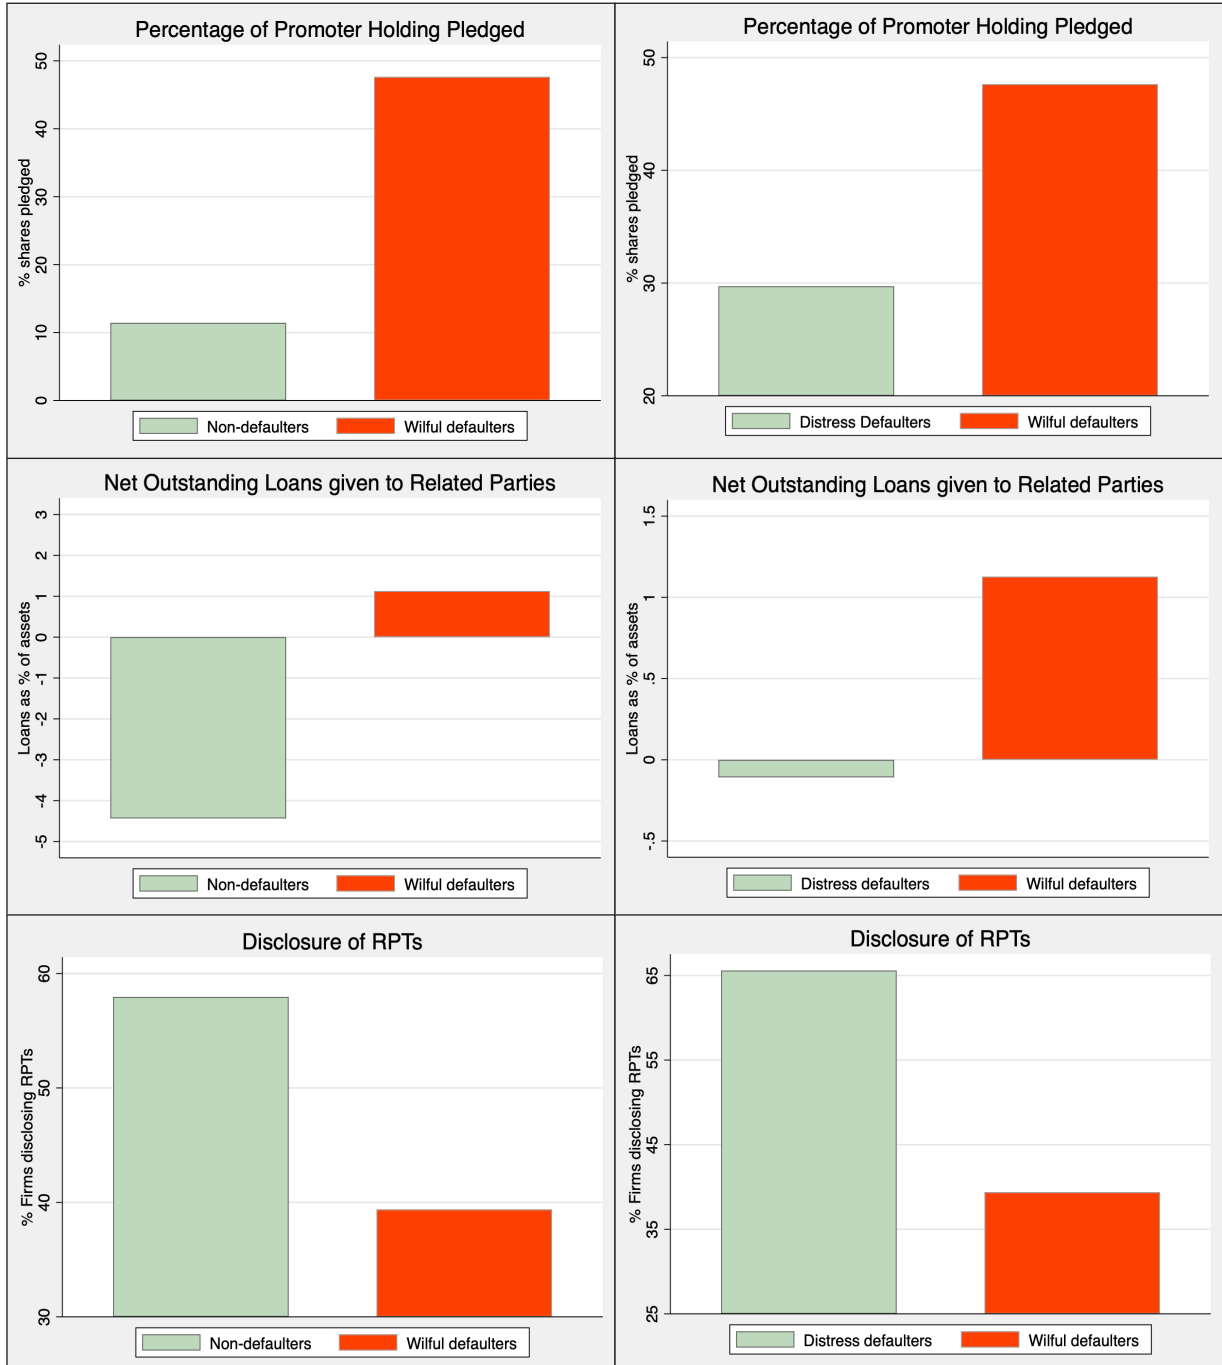 Percentage of Promoter Holding Pledged
% shares pledged
50
40
30
20
10
0
Non-defaulters Wilful defaulters
Percentage of Promoter Holding Pledged
% shares pledged
50
40
30
20
Distress Defaulters Wilful defaulters
Net Outstanding Loans given to Related Parties
Loans as % of assets
3
2
1
0
-1
-2
-3
-4
-5
Non-defaulters Wilful defaulters
Net Outstanding Loans given to Related Parties
Loans as % of assets
1.5
1
.5
0
-.5
Distress defaulters Wilful defaulters
Disclosure of RPTs
% Firms disclosing RPTs
60
50
40
30
Non-defaulters Wilful defaulters
Disclosure of RPTs
% Firms disclosing RPTs
65
55
45
35
25
Distress defaulters Wilful defaulters